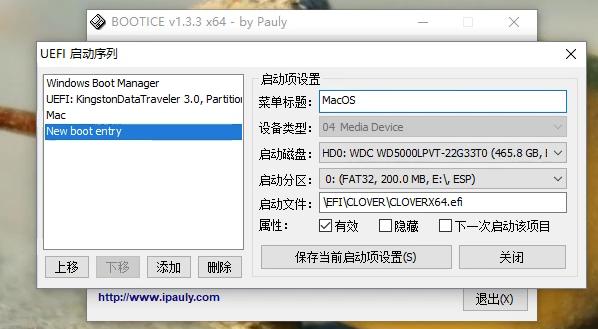 BOOTICE v1.3.3 x64 - by Pauly
UEFI 启动序列
Windows Boot Manager
UEFI: KingstonDataTraveler 3.0, Partition
Mac
New boot entry
上移
下移
添加
删除
启动项设置
菜单标题: MacOS
设备类型: 04 Media Device
启动磁盘: HD0: WDC WD5000LPVT-22G33T0 (465.8 GB,
启动分区: 0: (FAT32, 200.0 MB, E:\, ESP)
启动文件: \EFI\CLOVER\CLOVERX64.efi
属性: 有效 隐藏 下一次启动该项目
保存当前启动项设置(S)
关闭
http://www.ipauly.com
退出(X)